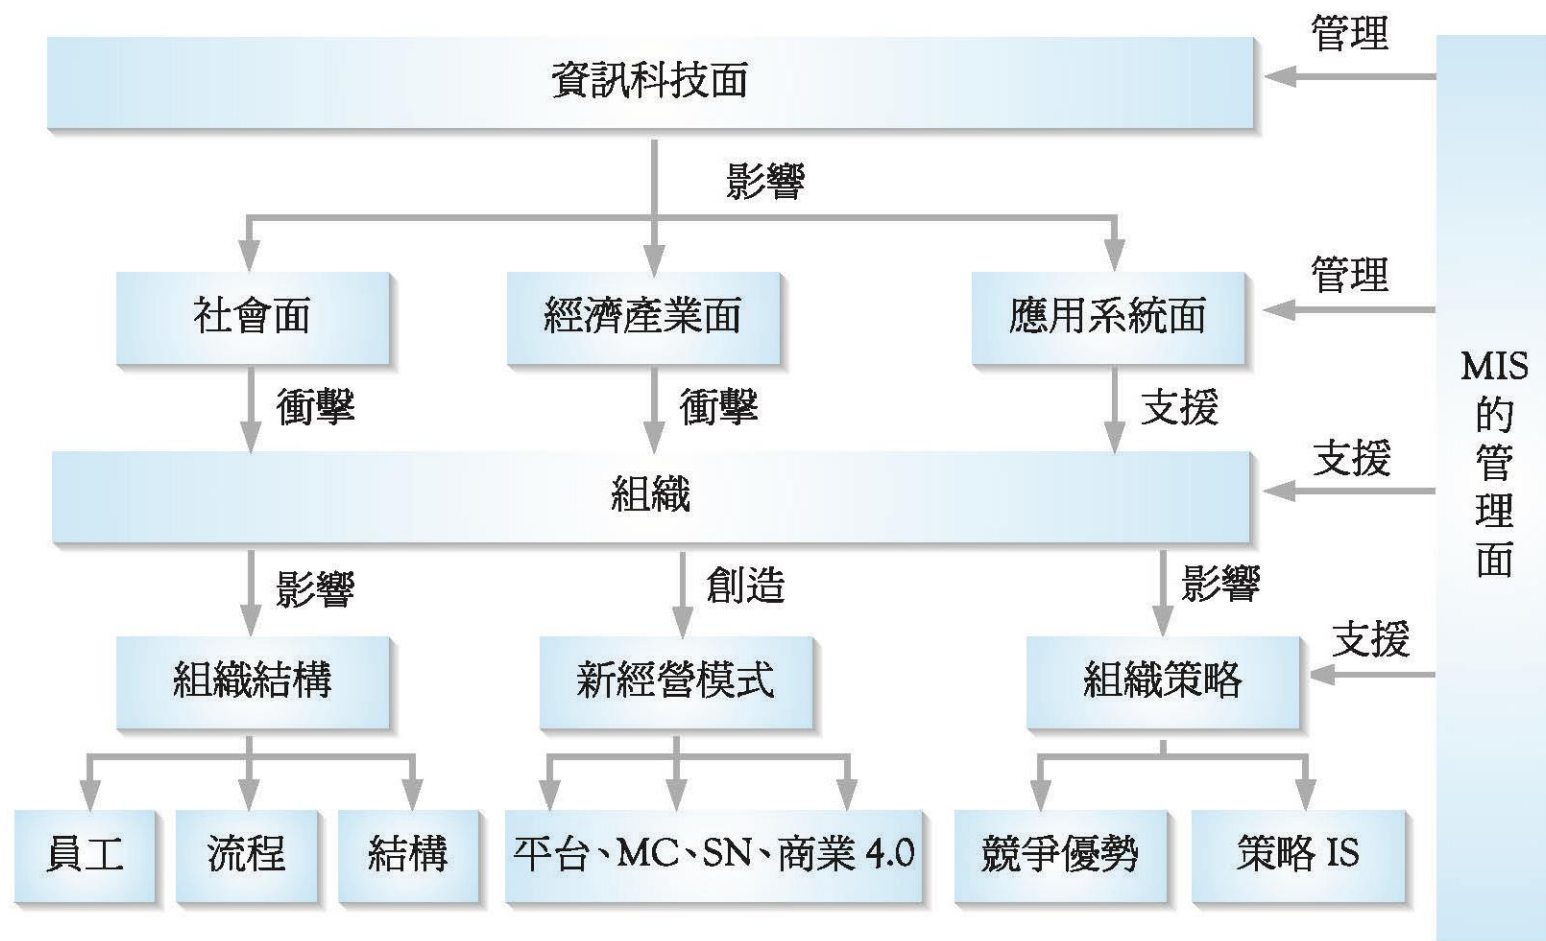 管理
資訊科技面
影響
管理
社會面
經濟產業面
應用系統面
衝擊
衝擊
支援
支援
組織
影響
創造
影響
支援
組織結構
新經營模式
組織策略
員工
流程
結構
平台、MC、SN、商業 4.0
競爭優勢
策略 IS
MIS
的
管
理
面